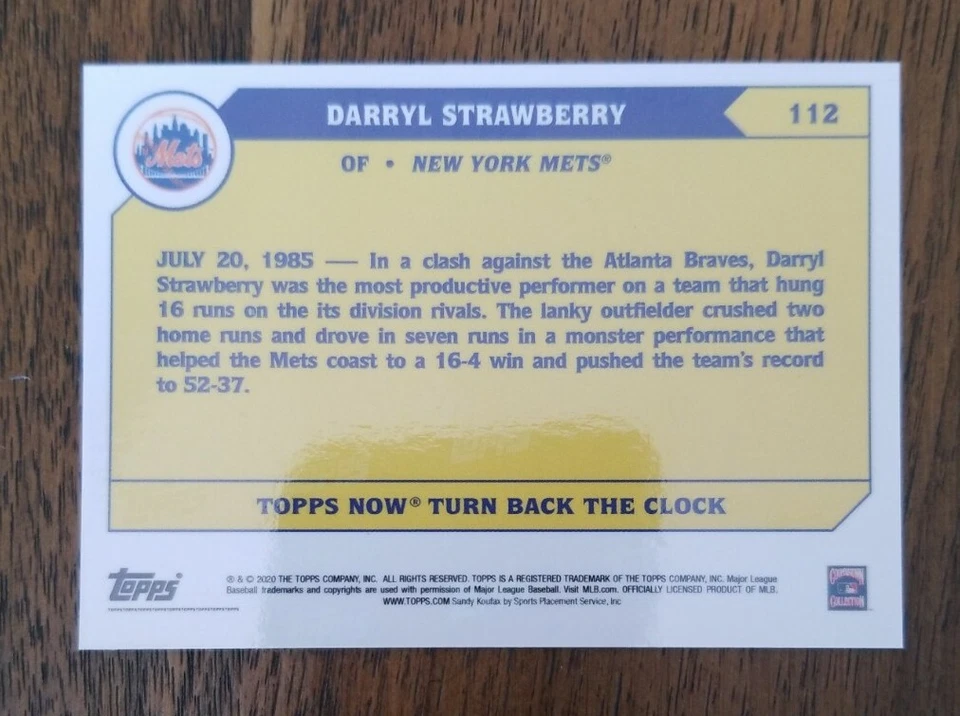 DARRYL STRAWBERRY
112
Mets
OF • NEW YORK METS®
JULY 20, 1985 — In a clash against the Atlanta Braves, Darryl
Strawberry was the most productive performer on a team that hung
16 runs on the its division rivals. The lanky outfielder crushed two
home runs and drove in seven runs in a monster performance that
helped the Mets coast to a 16-4 win and pushed the team's record
to 52-37.
TOPPS NOW® TURN BACK THE CLOCK
topps®
® & © 2020 THE TOPPS COMPANY, INC. ALL RIGHTS RESERVED. TOPPS IS A REGISTERED TRADEMARK OF THE TOPPS COMPANY, INC. Major League
Baseball trademarks and copyrights are used with permission of Major League Baseball. Visit MLB.com. OFFICIALLY LICENSED PRODUCT OF MLB.
WWW.TOPPS.COM Sandy Koufax by Sports Placement Service, Inc
COOPERSTOWN
COLLECTION